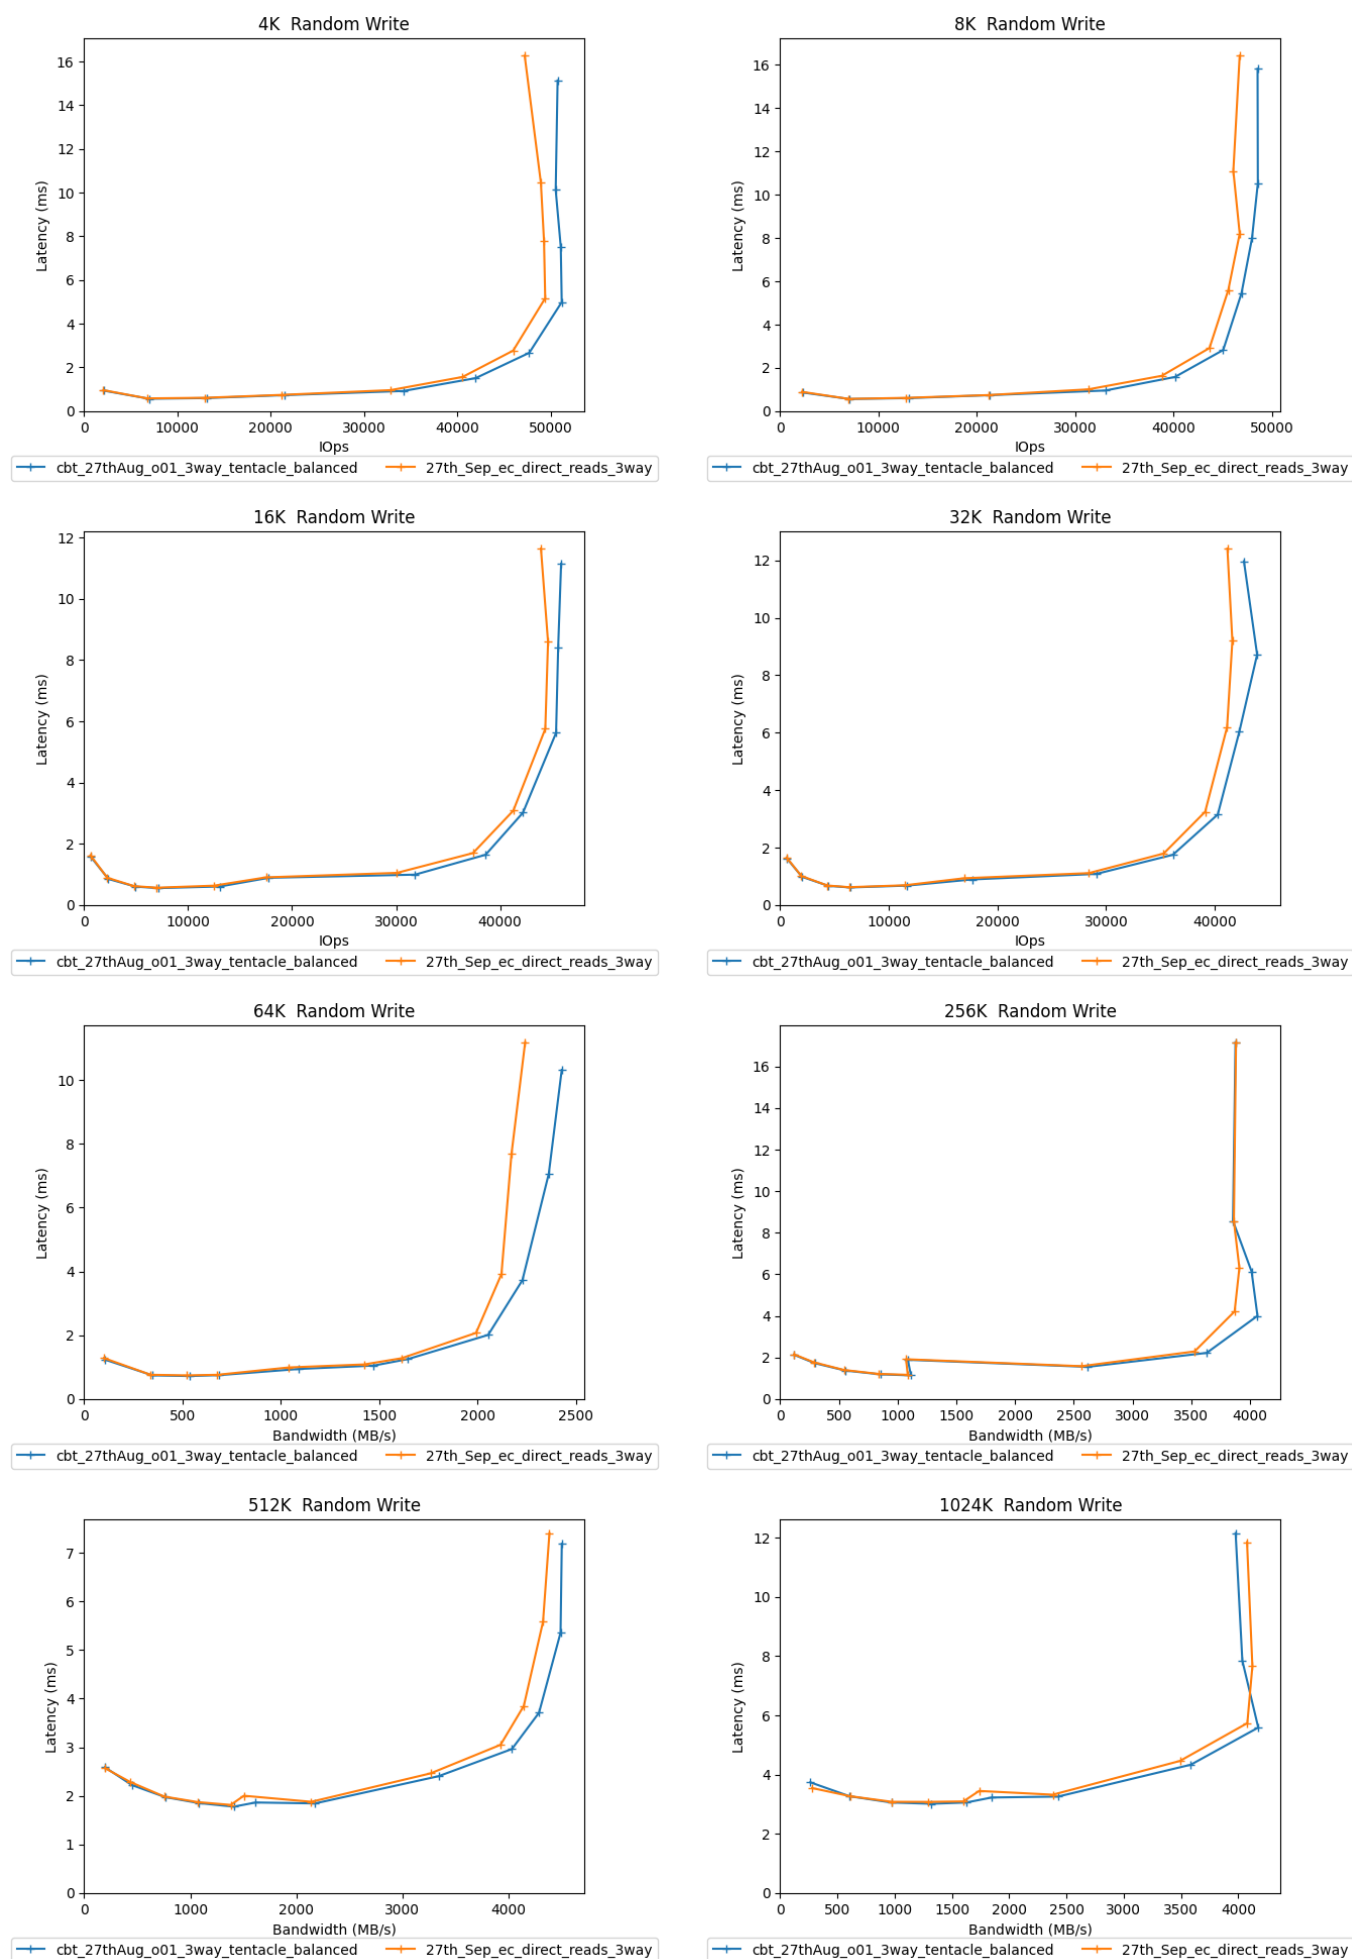 4K  Random Write
16
14
12
10
8
6
4
2
0
Latency (ms)
0 10000 20000 30000 40000 50000
IOps
cbt_27thAug_o01_3way_tentacle_balanced 27th_Sep_ec_direct_reads_3way
8K  Random Write
16
14
12
10
8
6
4
2
0
Latency (ms)
0 10000 20000 30000 40000 50000
IOps
cbt_27thAug_o01_3way_tentacle_balanced 27th_Sep_ec_direct_reads_3way
16K  Random Write
12
10
8
6
4
2
0
Latency (ms)
0 10000 20000 30000 40000
IOps
cbt_27thAug_o01_3way_tentacle_balanced 27th_Sep_ec_direct_reads_3way
32K  Random Write
12
10
8
6
4
2
0
Latency (ms)
0 10000 20000 30000 40000
IOps
cbt_27thAug_o01_3way_tentacle_balanced 27th_Sep_ec_direct_reads_3way
64K  Random Write
10
8
6
4
2
0
Latency (ms)
0 500 1000 1500 2000 2500
Bandwidth (MB/s)
cbt_27thAug_o01_3way_tentacle_balanced 27th_Sep_ec_direct_reads_3way
256K  Random Write
16
14
12
10
8
6
4
2
0
Latency (ms)
0 500 1000 1500 2000 2500 3000 3500 4000
Bandwidth (MB/s)
cbt_27thAug_o01_3way_tentacle_balanced 27th_Sep_ec_direct_reads_3way
512K  Random Write
7
6
5
4
3
2
1
0
Latency (ms)
0 1000 2000 3000 4000
Bandwidth (MB/s)
cbt_27thAug_o01_3way_tentacle_balanced 27th_Sep_ec_direct_reads_3way
1024K  Random Write
12
10
8
6
4
2
0
Latency (ms)
0 500 1000 1500 2000 2500 3000 3500 4000
Bandwidth (MB/s)
cbt_27thAug_o01_3way_tentacle_balanced 27th_Sep_ec_direct_reads_3way